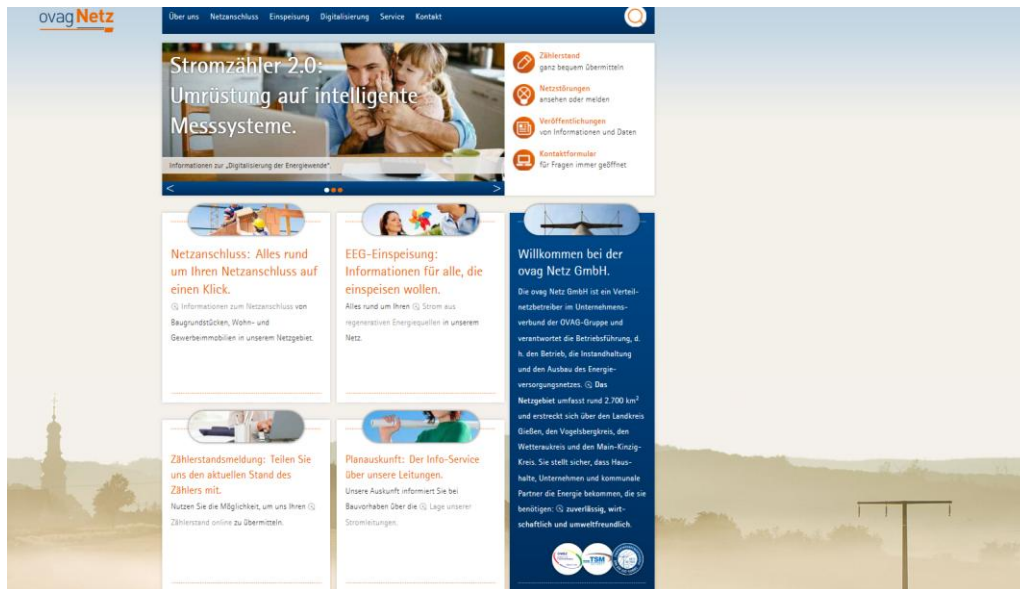 ovag Netz
Über uns Netzanschluss Einspeisung Digitalisierung Service Kontakt
Stromzähler 2.0:
Umrüstung auf intelligente
Messsysteme.
Informationen zur „Digitalisierung der Energiewende".
< >
Zählerstand
ganz bequem übermitteln
Netzstörungen
ansehen oder melden
Veröffentlichungen
von Informationen und Daten
Kontaktformular
für Fragen immer geöffnet
Netzanschluss: Alles rund
um Ihren Netzanschluss auf
einen Klick.
Informationen zum Netzanschluss von
Baugrundstücken, Wohn- und
Gewerbeimmobilien in unserem Netzgebiet.
EEG-Einspeisung:
Informationen für alle, die
einspeisen wollen.
Alles rund um Ihren Strom aus
regenerativen Energiequellen in unserem
Netz.
Willkommen bei der
ovag Netz GmbH.
Die ovag Netz GmbH ist ein Verteil-
netzbetreiber im Unternehmens-
verbund der OVAG-Gruppe und
verantwortet die Betriebsführung, d.
h. den Betrieb, die Instandhaltung
und den Ausbau des Energie-
versorgungsnetzes. Das
Netzgebiet umfasst rund 2.700 km²
und erstreckt sich über den Landkreis
Gießen, den Vogelsbergkreis, den
Wetteraukreis und den Main-Kinzig-
Kreis. Sie stellt sicher, dass Haus-
halte, Unternehmen und kommunale
Partner die Energie bekommen, die sie
benötigen: zuverlässig, wirt-
schaftlich und umweltfreundlich.
Zählerstandsmeldung: Teilen Sie
uns den aktuellen Stand des
Zählers mit.
Nutzen Sie die Möglichkeit, um uns Ihren
Zählerstand online zu übermitteln.
Planauskunft: Der Info-Service
über unsere Leitungen.
Unsere Auskunft informiert Sie bei
Bauvorhaben über die Lage unserer
Stromleitungen.
TSM